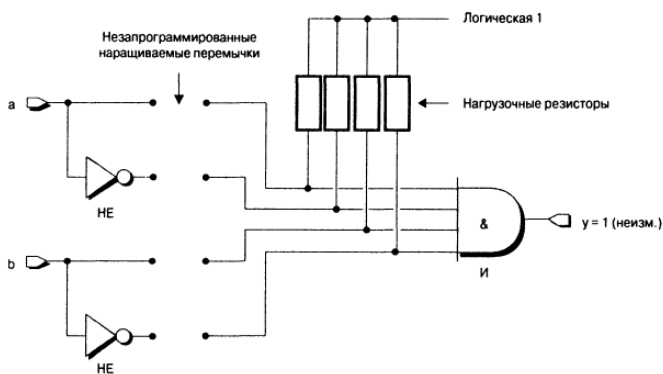 Логическая 1
Незапрограммированные
наращиваемые перемычки
a
Нагрузочные резисторы
НЕ
&
y = 1 (неизм.)
И
b
НЕ